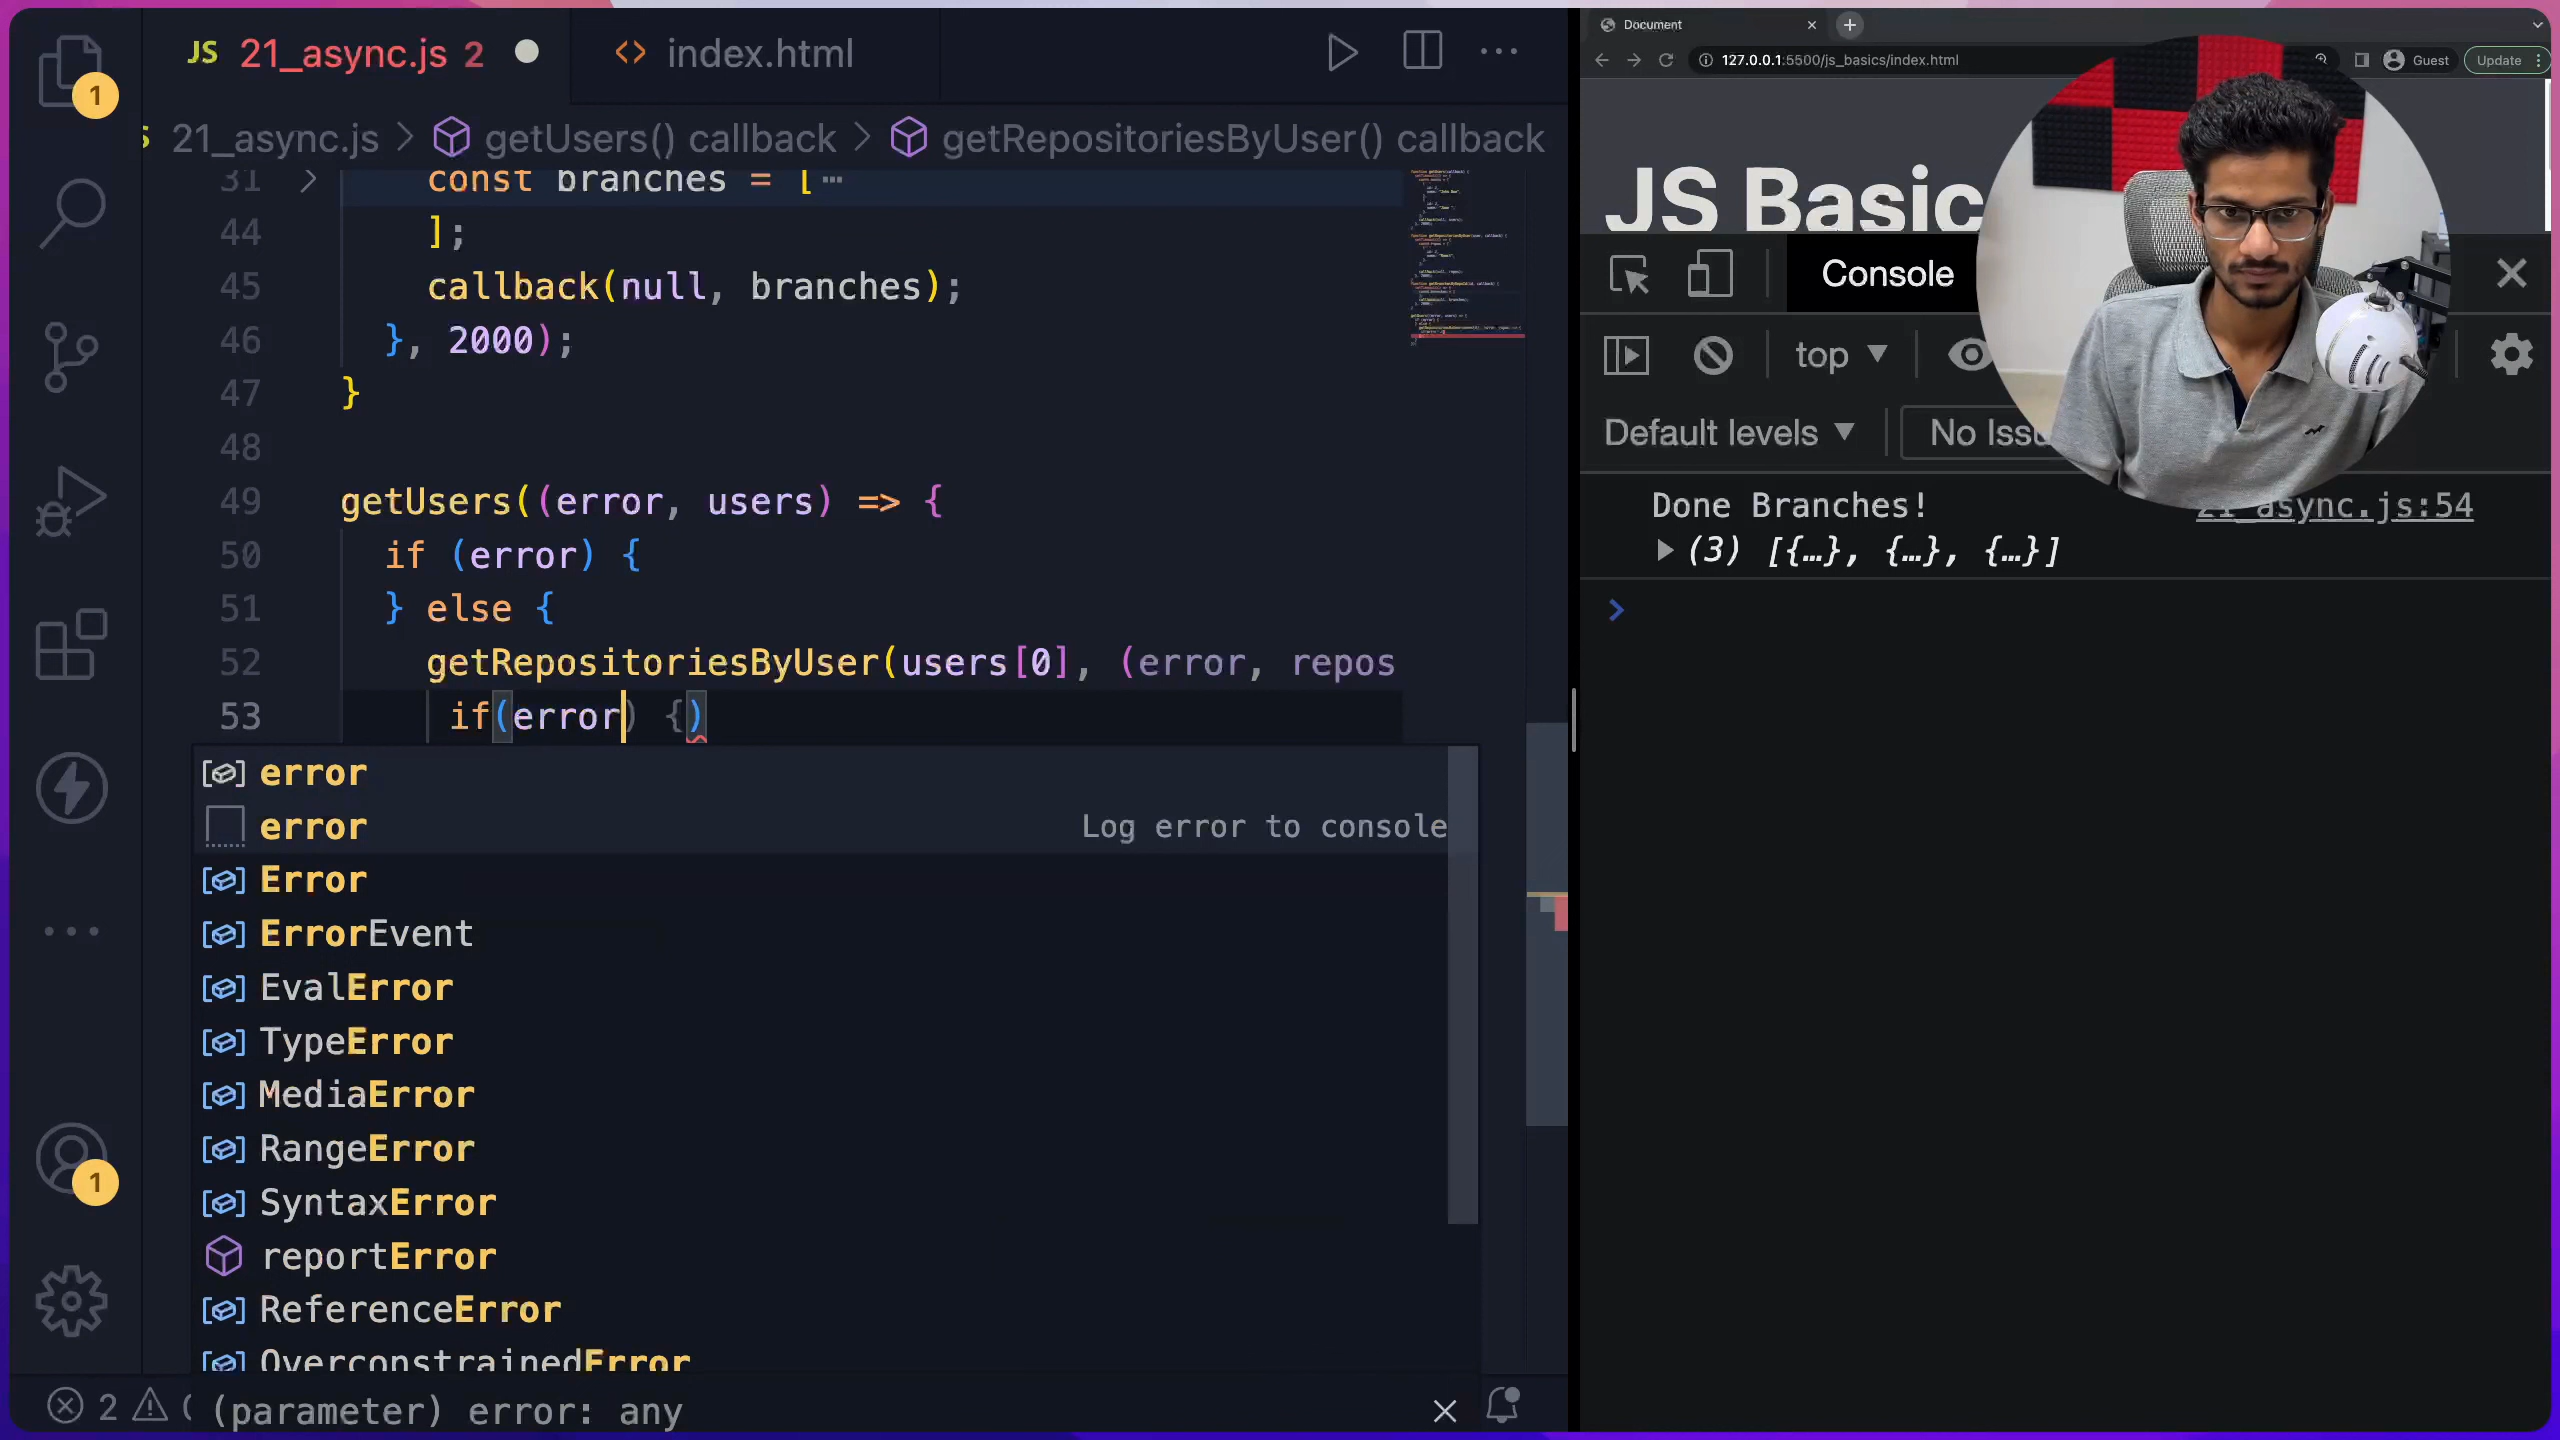 JS 21_async.js 2
index.html
21_async.js > getUsers() callback > getRepositoriesByUser() callback
31 const branches = [
44 ];
45 callback(null, branches);
46 }, 2000);
47 }
48
49 getUsers((error, users) => {
50 if (error) {
51 } else {
52 getRepositoriesByUser(users[0], (error, repos
53 if(error) {)
error
error Log error to console
Error
ErrorEvent
EvalError
TypeError
MediaError
RangeError
SyntaxError
reportError
ReferenceError
OverconstrainedError
(parameter) error: any
1
1
2
Document
127.0.0.1:5500/js_basics/index.html
Guest
Update
JS Basic
Console
top
Default levels
No Issu
Done Branches! 21_async.js:54
(3) [{…}, {…}, {…}]